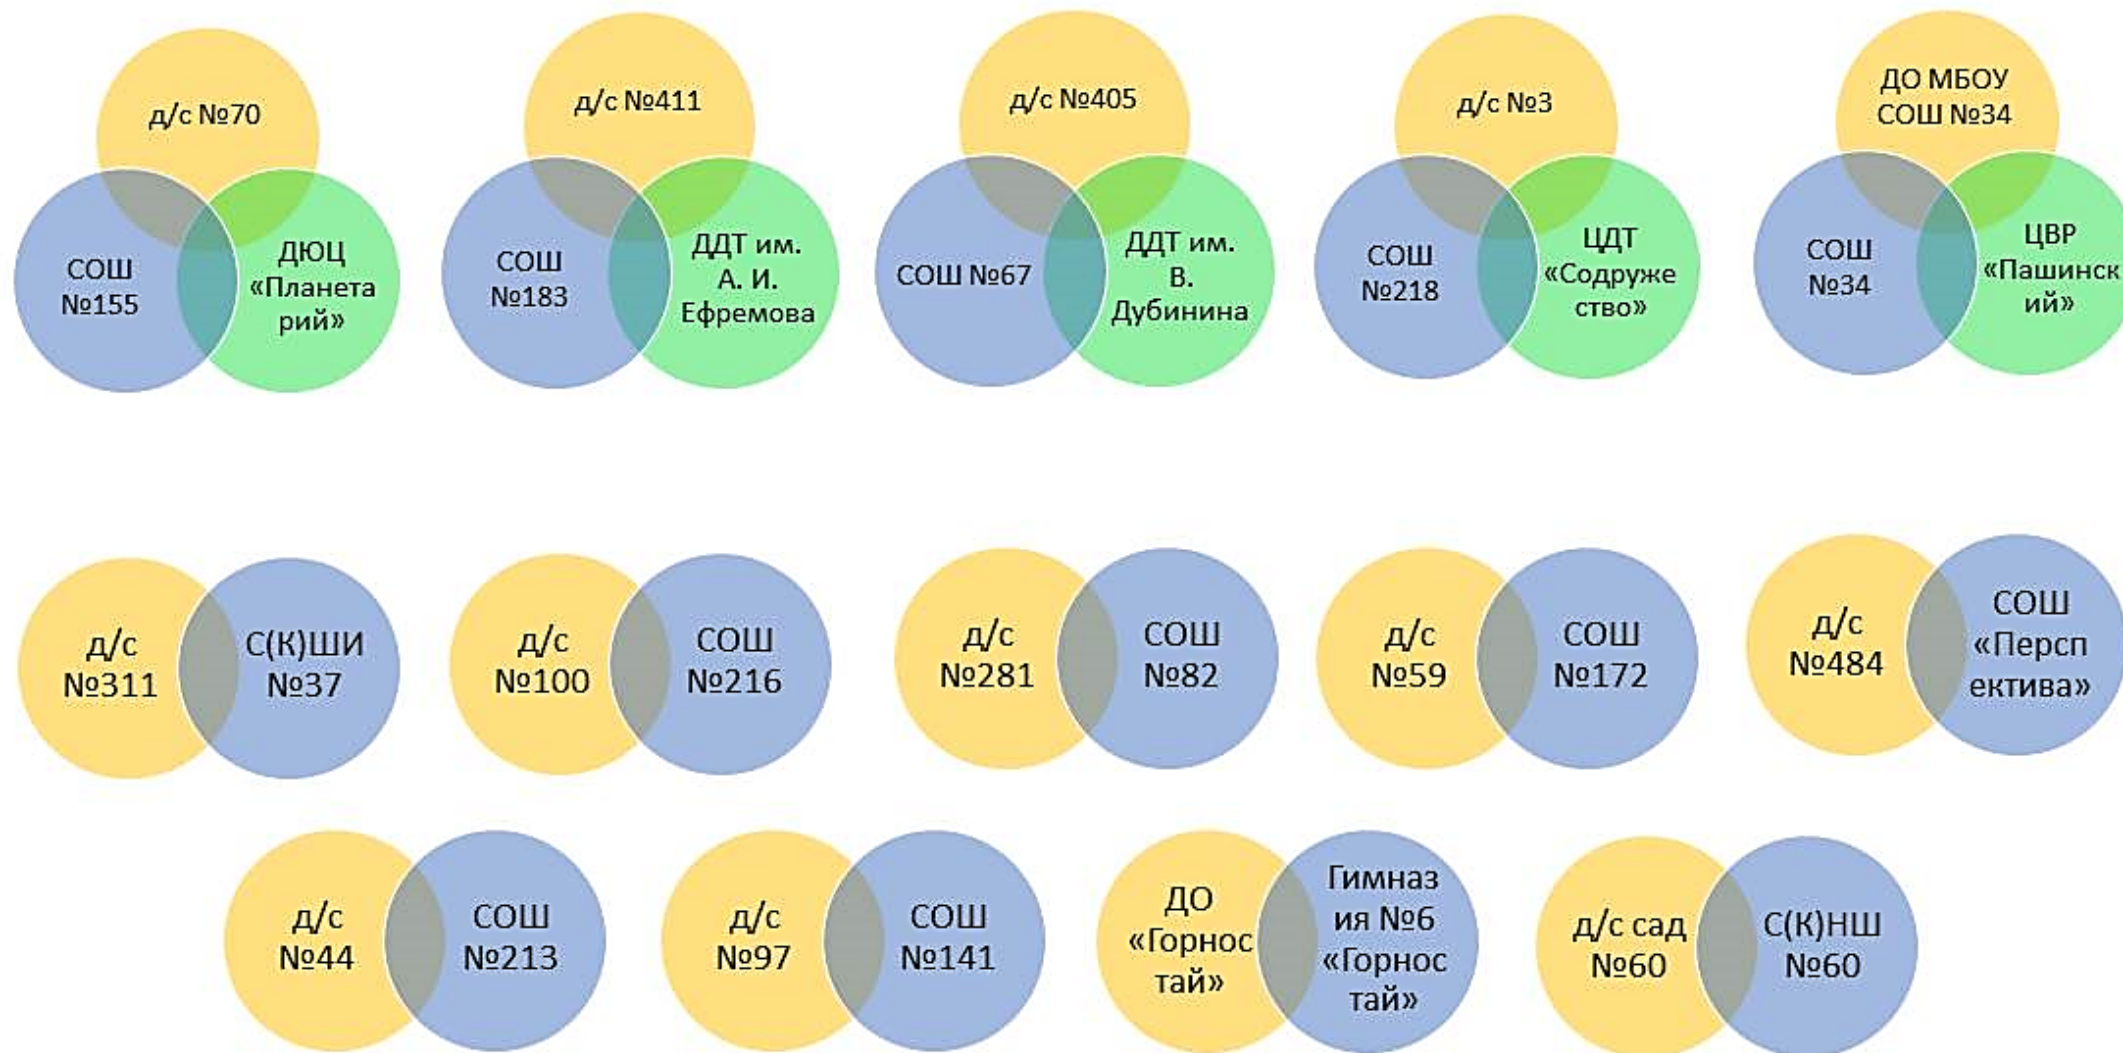 д/с №70
СОШ
№155
ДЮЦ
«Планета
рий»
д/с №411
СОШ
№183
ДДТ им.
А. И.
Ефремова
д/с №405
СОШ №67
ДДТ им.
В.
Дубинина
д/с №3
СОШ
№218
ЦДТ
«Содруже
ство»
ДО МБОУ
СОШ №34
СОШ
№34
ЦВР
«Пашинск
ий»
д/с
№311
С(К)ШИ
№37
д/с
№100
СОШ
№216
д/с
№281
СОШ
№82
д/с
№59
СОШ
№172
д/с
№484
СОШ
«Персп
ектива»
д/с
№44
СОШ
№213
д/с
№97
СОШ
№141
ДО
«Горнос
тай»
Гимназ
ия №6
«Горнос
тай»
д/с сад
№60
С(К)НШ
№60